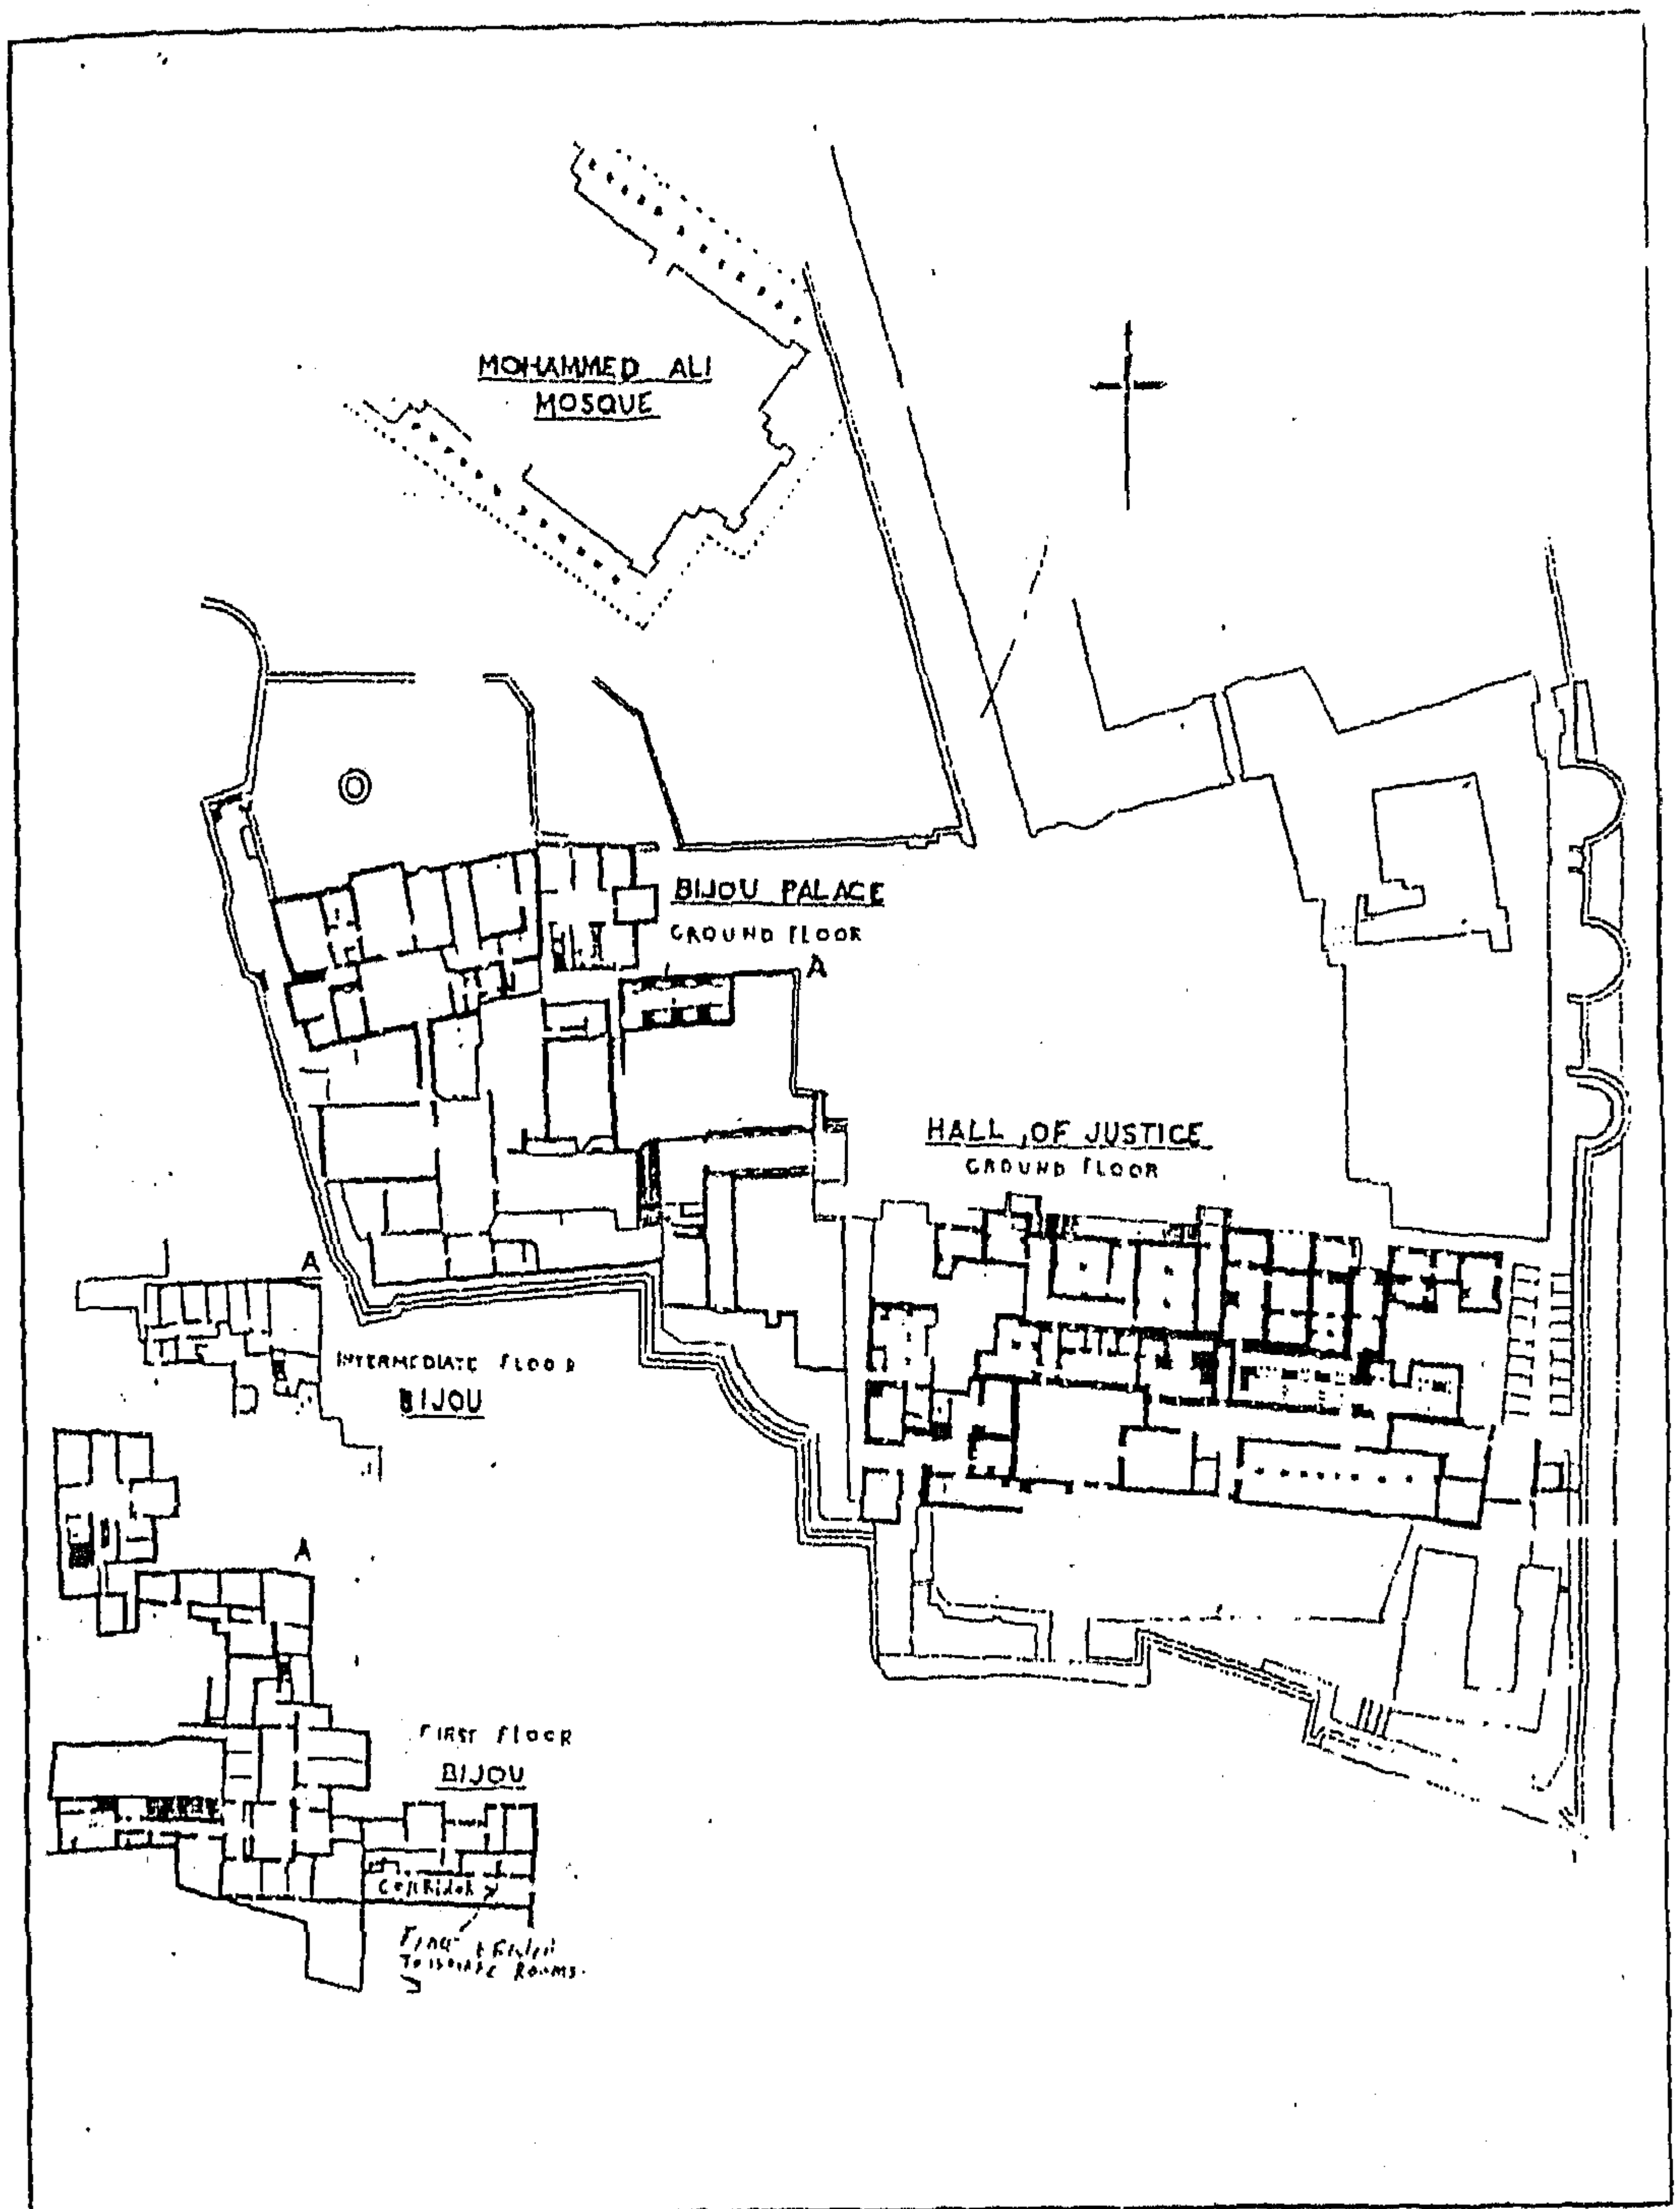 MOHAMMED ALI
MOSQUE
BIJOU PALACE
GROUND FLOOR
A
HALL OF JUSTICE
GROUND FLOOR
A
INTERMEDIATE FLOOR
BIJOU
A
FIRST FLOOR
BIJOU
CORRIDOR
ROOMS.